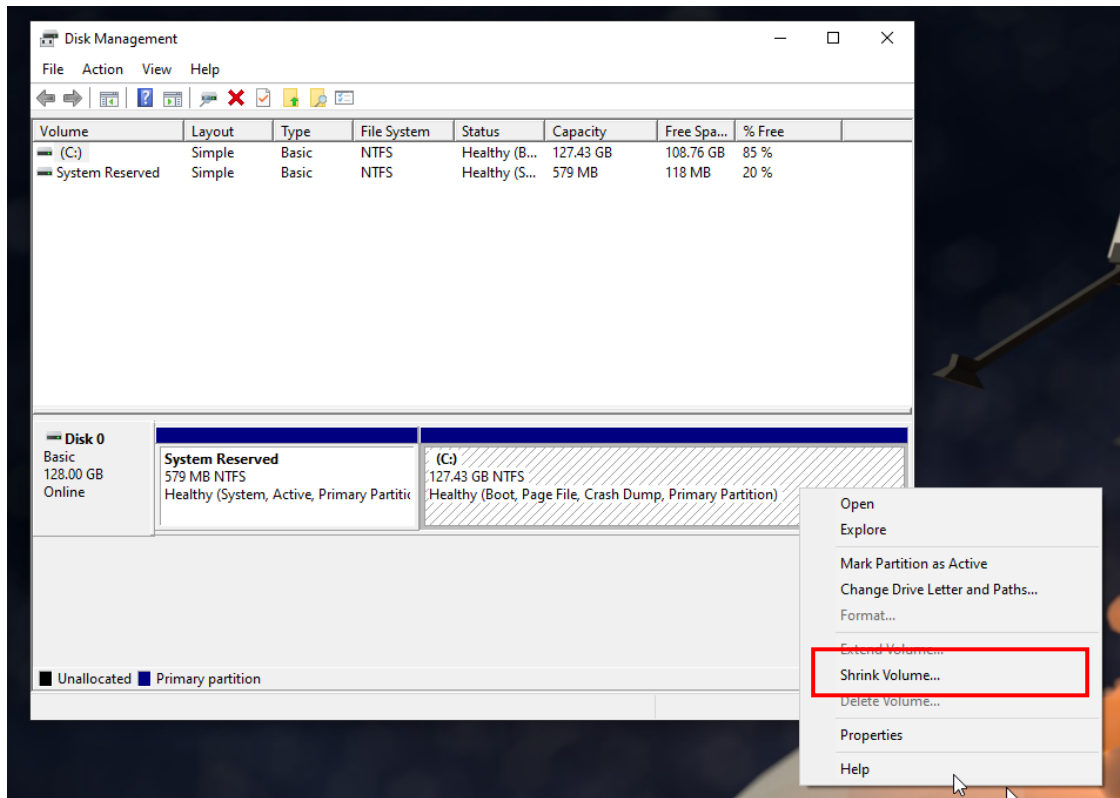 Disk Management
File Action View Help
Volume Layout Type File System Status Capacity Free Spa... % Free
(C:) Simple Basic NTFS Healthy (B... 127.43 GB 108.76 GB 85 %
System Reserved Simple Basic NTFS Healthy (S... 579 MB 118 MB 20 %
Disk 0
Basic
128.00 GB
Online
System Reserved
579 MB NTFS
Healthy (System, Active, Primary Partitic
(C:)
127.43 GB NTFS
Healthy (Boot, Page File, Crash Dump, Primary Partition)
Open
Explore
Mark Partition as Active
Change Drive Letter and Paths...
Format...
Extend Volume...
Shrink Volume...
Delete Volume...
Properties
Help
Unallocated Primary partition